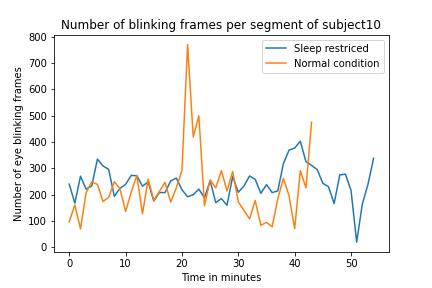 Number of blinking frames per segment of subject10
Sleep restriced
Normal condition
Number of eye blinking frames
800
700
600
500
400
300
200
100
0
0 10 20 30 40 50
Time in minutes